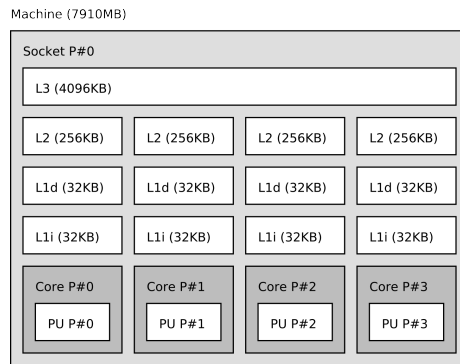 Machine (7910MB)
Socket P#0
L3 (4096KB)
L2 (256KB) L2 (256KB) L2 (256KB) L2 (256KB)
L1d (32KB) L1d (32KB) L1d (32KB) L1d (32KB)
L1i (32KB) L1i (32KB) L1i (32KB) L1i (32KB)
Core P#0 Core P#1 Core P#2 Core P#3
PU P#0 PU P#1 PU P#2 PU P#3